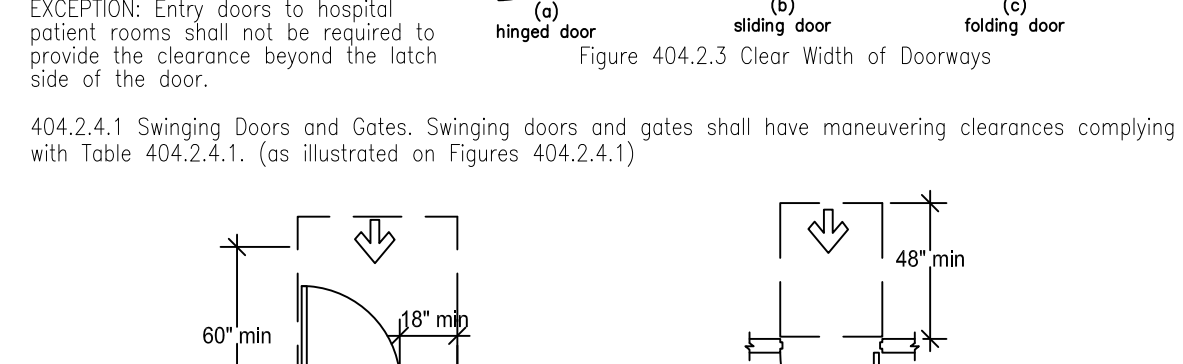 EXCEPTION: Entry doors to hospital
patient rooms shall not be required to
provide the clearance beyond the latch
side of the door.
(a)
hinged door
(b)
sliding door
(c)
folding door
Figure 404.2.3 Clear Width of Doorways
404.2.4.1 Swinging Doors and Gates. Swinging doors and gates shall have maneuvering clearances complying
with Table 404.2.4.1. (as illustrated on Figures 404.2.4.1)
60" min
18" min
48" min